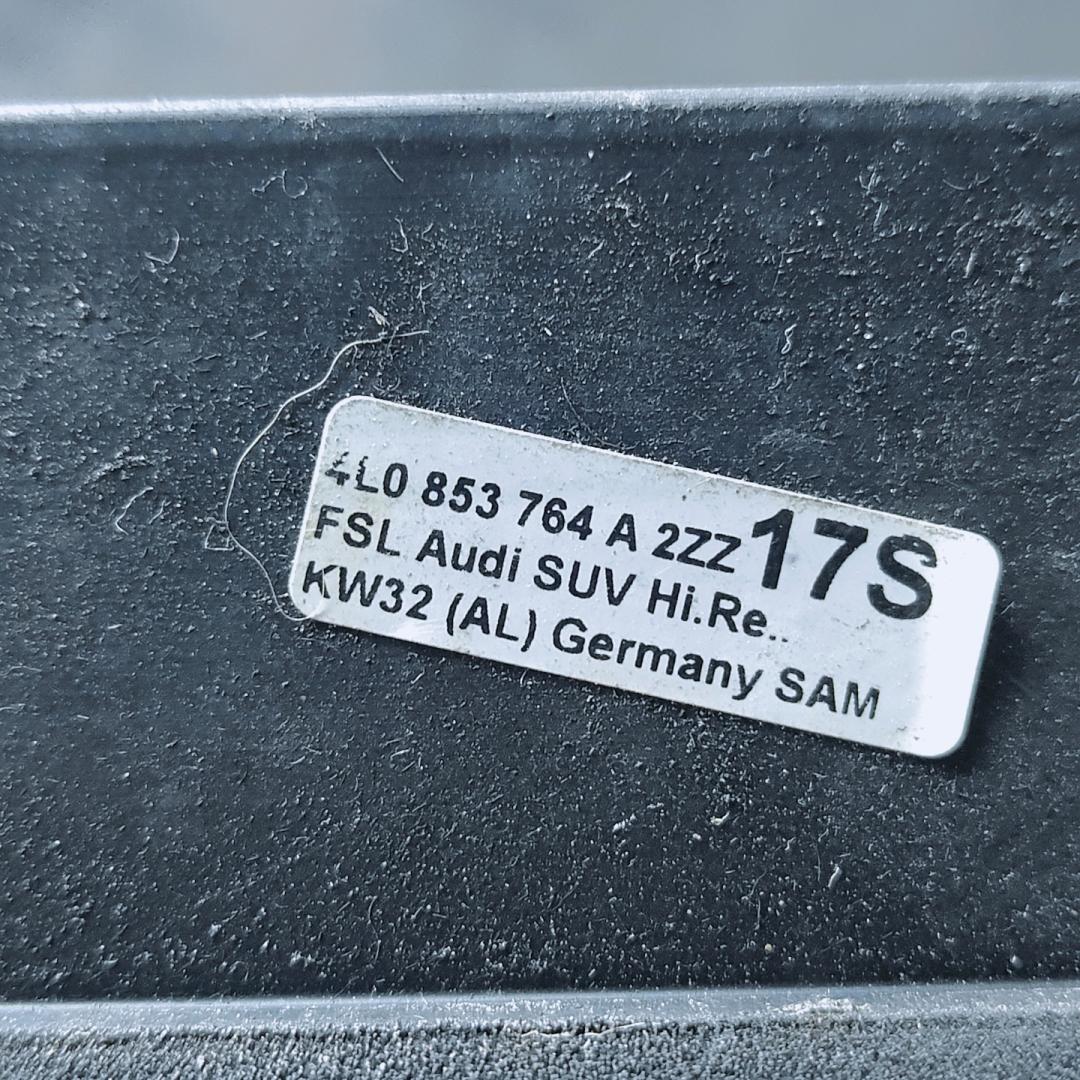 4L0 853 764 A 2ZZ 17S
FSL Audi SUV Hi.Re..
KW32 (AL) Germany SAM